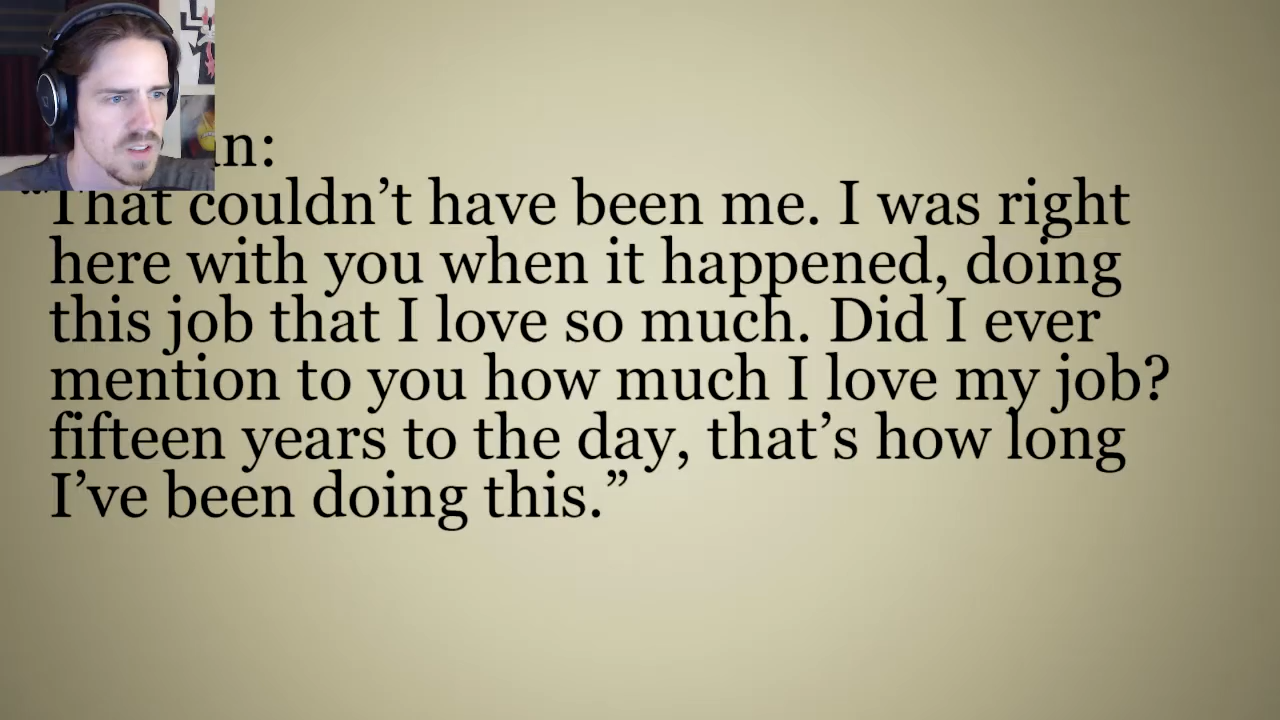 “That couldn’t have been me. I was right
here with you when it happened, doing
this job that I love so much. Did I ever
mention to you how much I love my job?
fifteen years to the day, that’s how long
I’ve been doing this.”